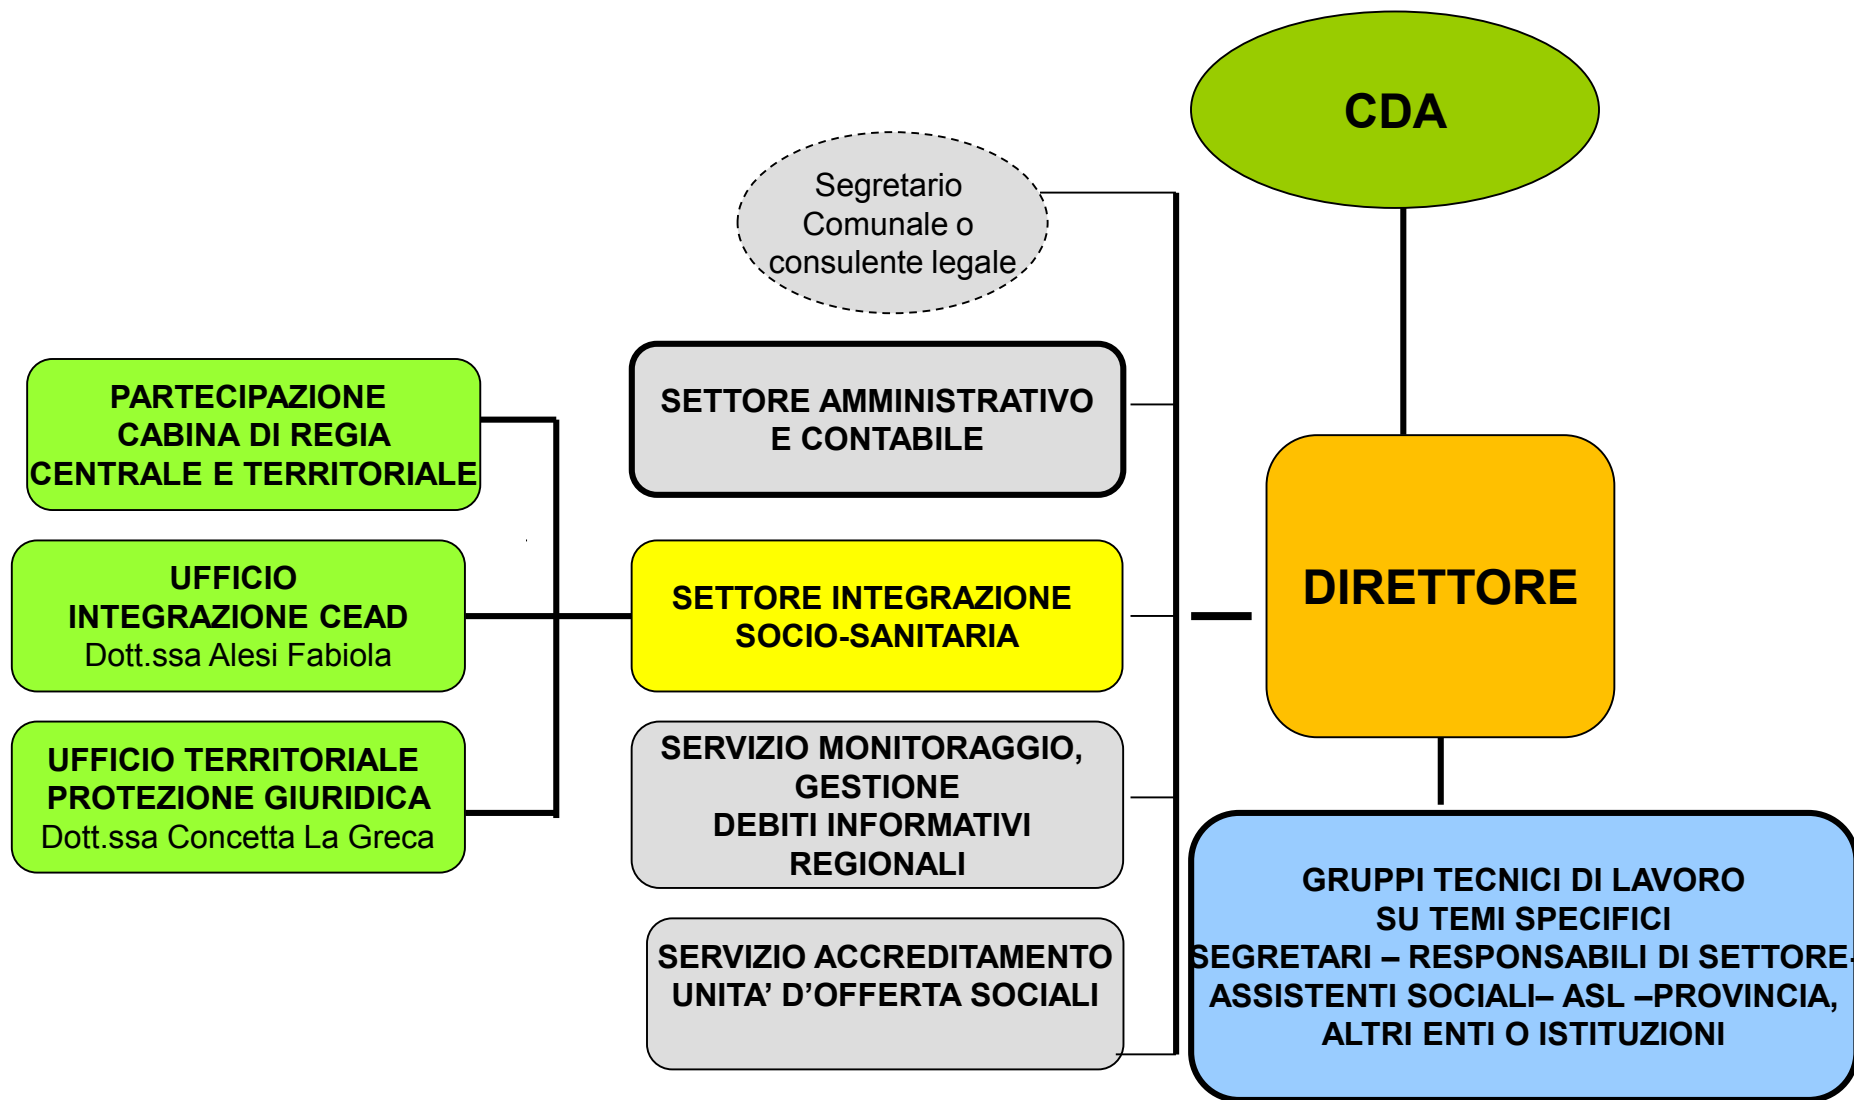 CDA
Segretario
Comunale o
consulente legale
SETTORE AMMINISTRATIVO
E CONTABILE
PARTECIPAZIONE
CABINA DI REGIA
CENTRALE E TERRITORIALE
UFFICIO
INTEGRAZIONE CEAD
Dott.ssa Alesi Fabiola
SETTORE INTEGRAZIONE
SOCIO-SANITARIA
DIRETTORE
UFFICIO TERRITORIALE
PROTEZIONE GIURIDICA
Dott.ssa Concetta La Greca
SERVIZIO MONITORAGGIO,
GESTIONE
DEBITI INFORMATIVI
REGIONALI
SERVIZIO ACCREDITAMENTO
UNITA’ D’OFFERTA SOCIALI
GRUPPI TECNICI DI LAVORO
SU TEMI SPECIFICI
SEGRETARI – RESPONSABILI DI SETTORE-
ASSISTENTI SOCIALI– ASL –PROVINCIA,
ALTRI ENTI O ISTITUZIONI